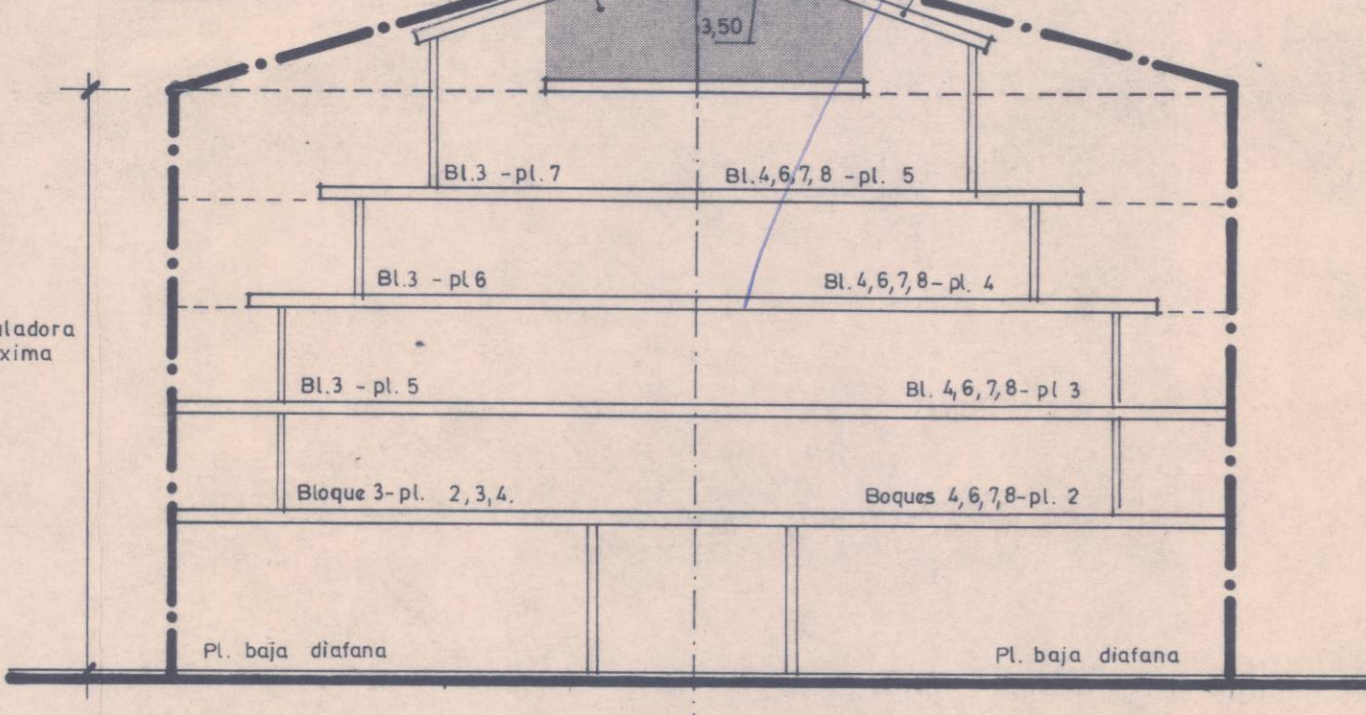 3,50
Bl.3 -pl.7
Bl.4,6,7, 8 -pl. 5
Bl.3 -pl 6
Bl.4,6,7,8-pl. 4
Bl.3 -pl. 5
Bl. 4,6,7,8-pl 3
Bloque 3-pl. 2,3,4.
Boques 4,6,7,8-pl. 2
Pl. baja diafana
Pl. baja diafana